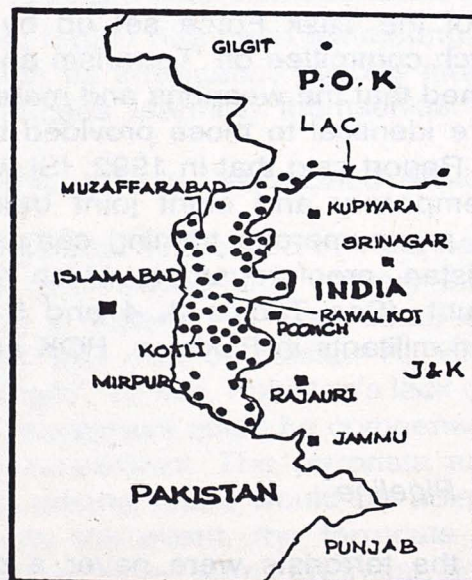 GILGIT
P.O.K
LAC
MUZAFFARABAD
KUPWARA
SRINAGAR
ISLAMABAD
INDIA
RAWALKOT
POONCH
KOTLI
J&K
MIRPUR
RAJAURI
JAMMU
PAKISTAN
PUNJAB